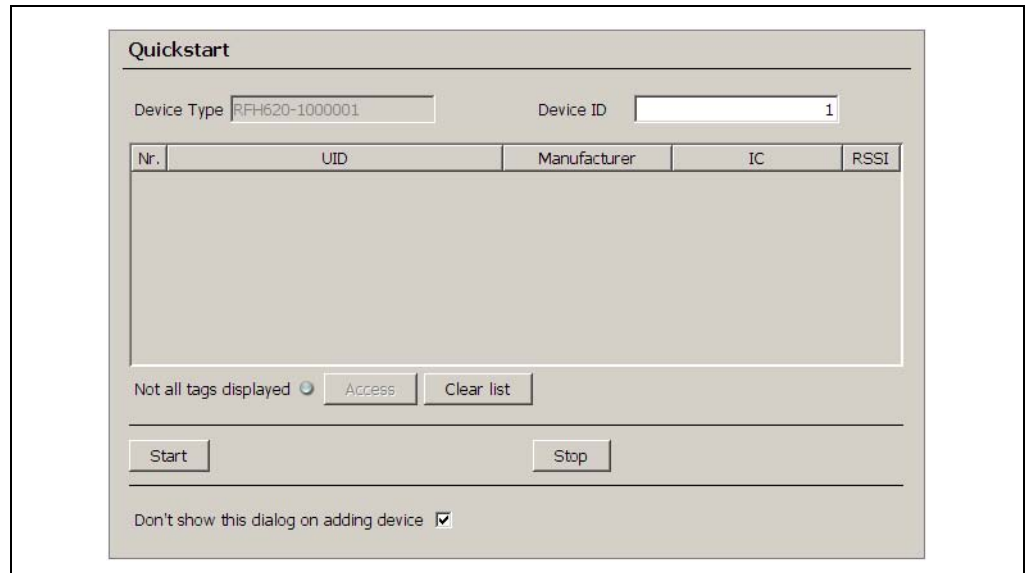 Quickstart
Device Type RFH620-1000001 Device ID 1
Nr. UID Manufacturer IC RSSI
Not all tags displayed Access Clear list
Start Stop
Don't show this dialog on adding device